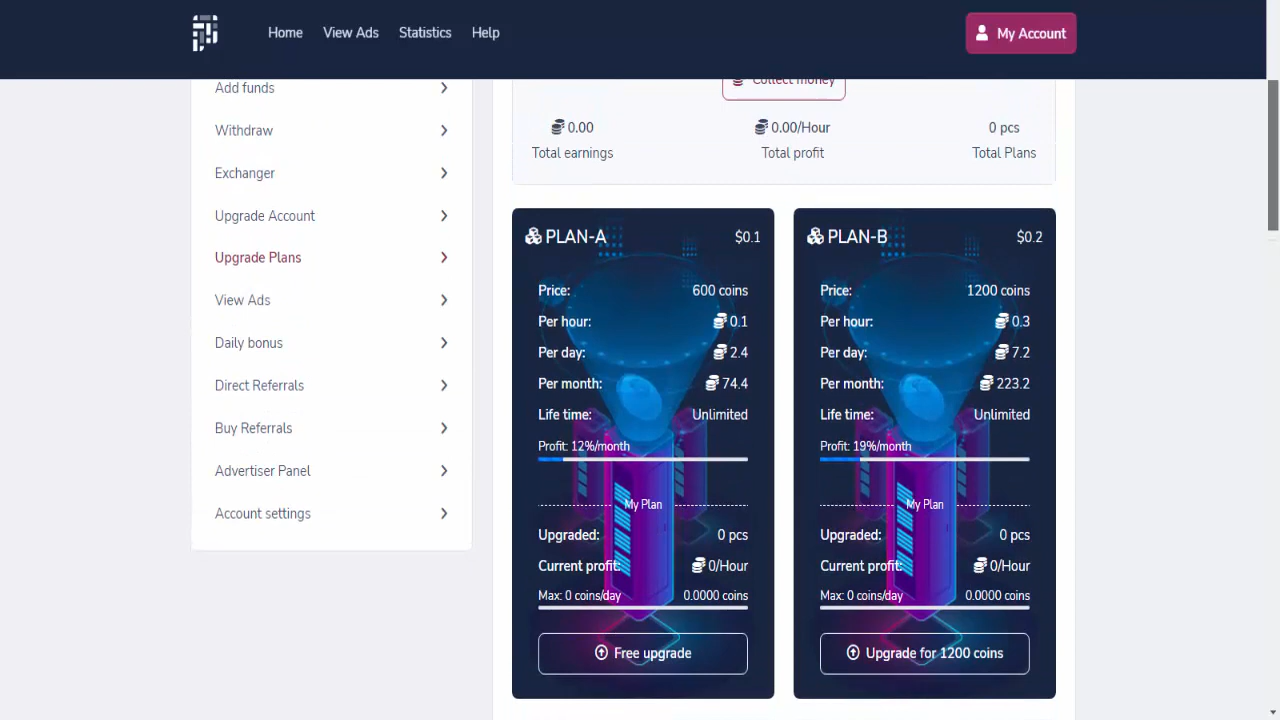 Home View Ads Statistics Help My Account
Add funds
Withdraw
Exchanger
Upgrade Account
Upgrade Plans
View Ads
Daily bonus
Direct Referrals
Buy Referrals
Advertiser Panel
Account settings
Collect money
0.00 0.00/Hour 0 pcs
Total earnings Total profit Total Plans
PLAN-A $0.1
Price: 600 coins
Per hour: 0.1
Per day: 2.4
Per month: 74.4
Life time: Unlimited
Profit: 12%/month
My Plan
Upgraded: 0 pcs
Current profit: 0/Hour
Max: 0 coins/day 0.0000 coins
Free upgrade
PLAN-B $0.2
Price: 1200 coins
Per hour: 0.3
Per day: 7.2
Per month: 223.2
Life time: Unlimited
Profit: 19%/month
My Plan
Upgraded: 0 pcs
Current profit: 0/Hour
Max: 0 coins/day 0.0000 coins
Upgrade for 1200 coins